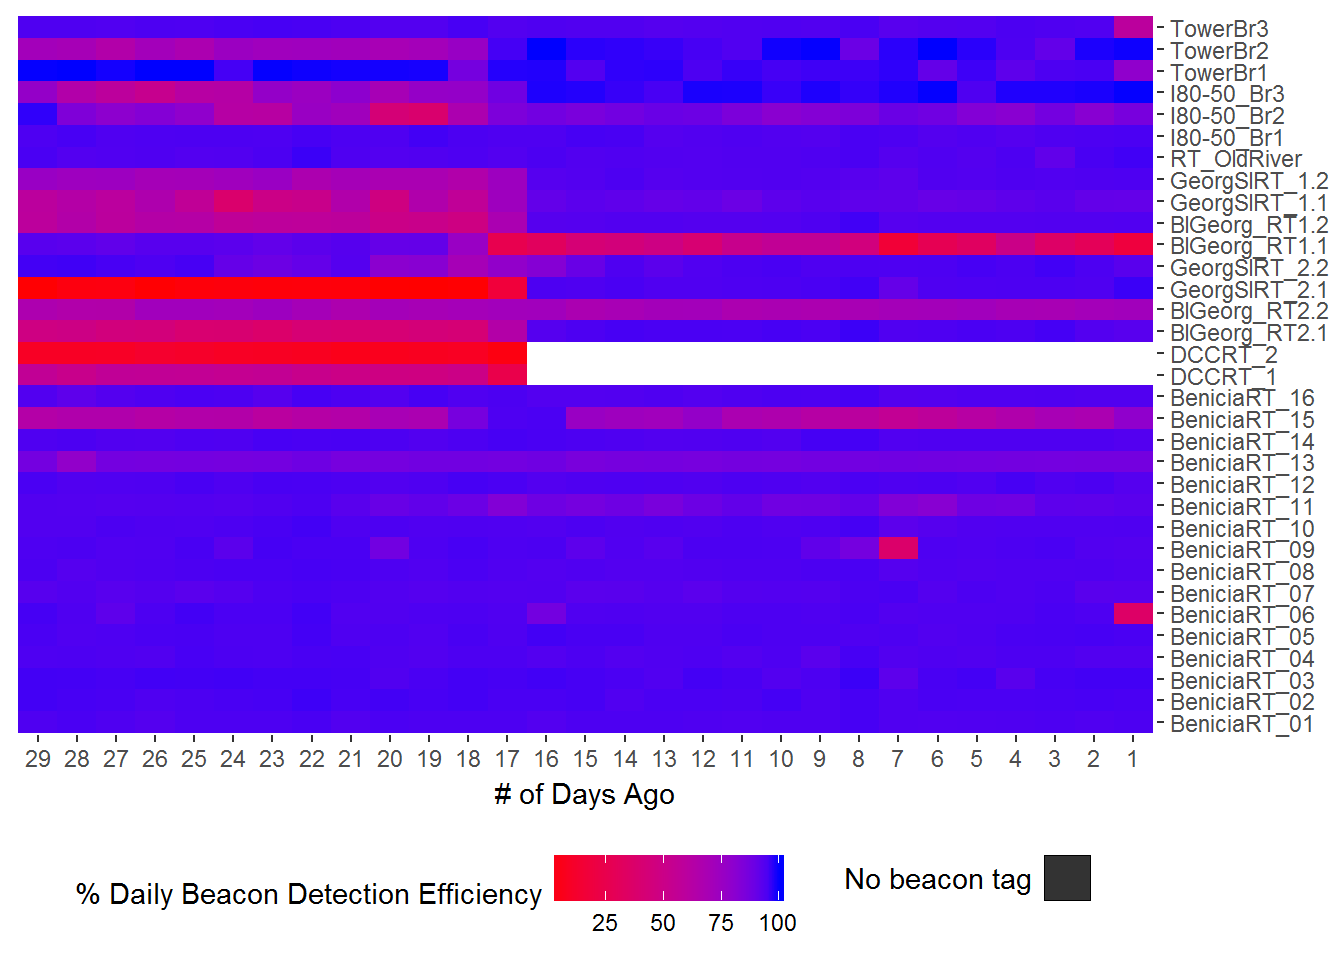 TowerBr3
TowerBr2
TowerBr1
I80-50_Br3
I80-50_Br2
I80-50_Br1
RT_OldRiver
GeorgSlRT_1.2
GeorgSlRT_1.1
BlGeorg_RT1.2
BlGeorg_RT1.1
GeorgSlRT_2.2
GeorgSlRT_2.1
BlGeorg_RT2.2
BlGeorg_RT2.1
DCCRT_2
DCCRT_1
BeniciaRT_16
BeniciaRT_15
BeniciaRT_14
BeniciaRT_13
BeniciaRT_12
BeniciaRT_11
BeniciaRT_10
BeniciaRT_09
BeniciaRT_08
BeniciaRT_07
BeniciaRT_06
BeniciaRT_05
BeniciaRT_04
BeniciaRT_03
BeniciaRT_02
BeniciaRT_01
29 28 27 26 25 24 23 22 21 20 19 18 17 16 15 14 13 12 11 10 9 8 7 6 5 4 3 2 1
# of Days Ago
% Daily Beacon Detection Efficiency
25 50 75 100
No beacon tag